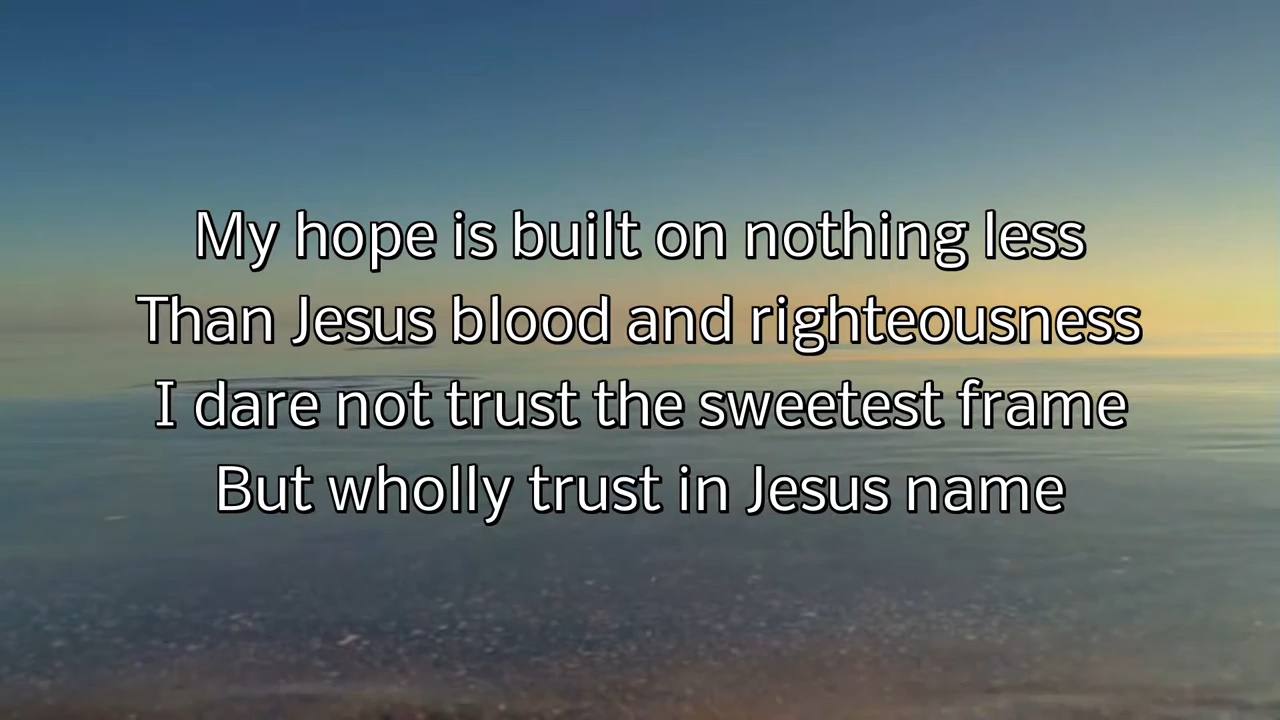 My hope is built on nothing less
Than Jesus blood and righteousness
I dare not trust the sweetest frame
But wholly trust in Jesus name